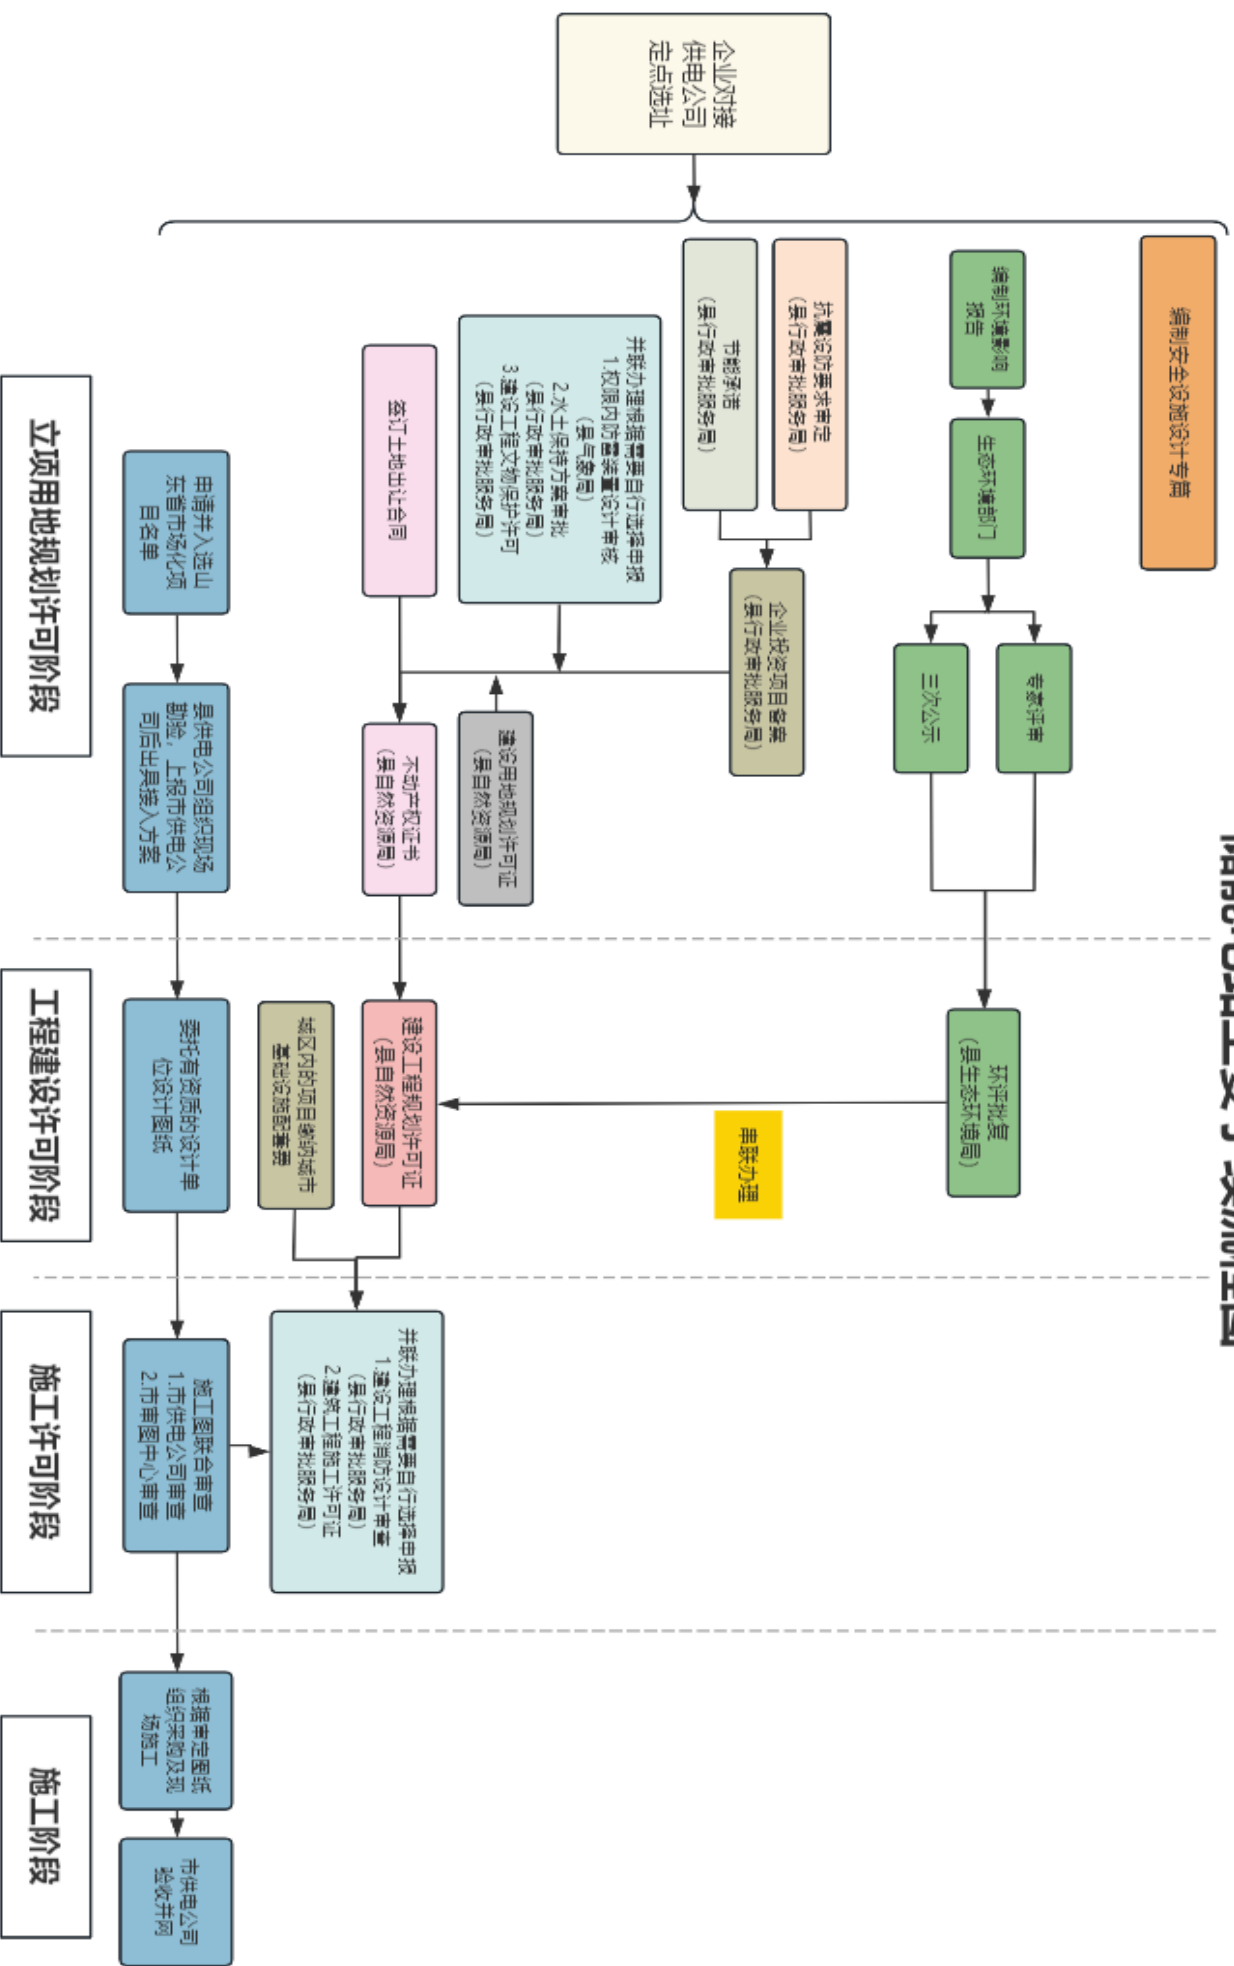 企业对接
供电公司
定点选址
编制安全设施设计专篇
编制环境影响
报告
生态环境部门
专家评审
三次公示
环评批复
(县生态环境局)
串联办理
抗震设防要求审定
(县行政审批服务局)
节能承诺
(县行政审批服务局)
企业投资项目备案
(县行政审批服务局)
并联办理根据需要自行选择申报
1.权限内防雷装置设计审核
(县气象局)
2.水土保持方案审批
(县行政审批服务局)
3.建设工程文物保护许可
(县行政审批服务局)
建设用地规划许可证
(县自然资源局)
签订土地出让合同
不动产权证书
(县自然资源局)
建设工程规划许可证
(县自然资源局)
城区内的项目缴纳城市
基础设施配套费
并联办理根据需要自行选择申报
1.建设工程消防设计审查
(县行政审批服务局)
2.建筑工程施工许可证
(县行政审批服务局)
申请并入选山
东省市场化项
目名单
县供电公司组织现场
勘验，上报市供电公
司后出具接入方案
委托有资质的设计单
位设计图纸
施工图联合审查
1.市供电公司审查
2.市审图中心审查
根据审定图纸
组织采购及现
场施工
市供电公司
验收并网
立项用地规划许可阶段
工程建设许可阶段
施工许可阶段
施工阶段